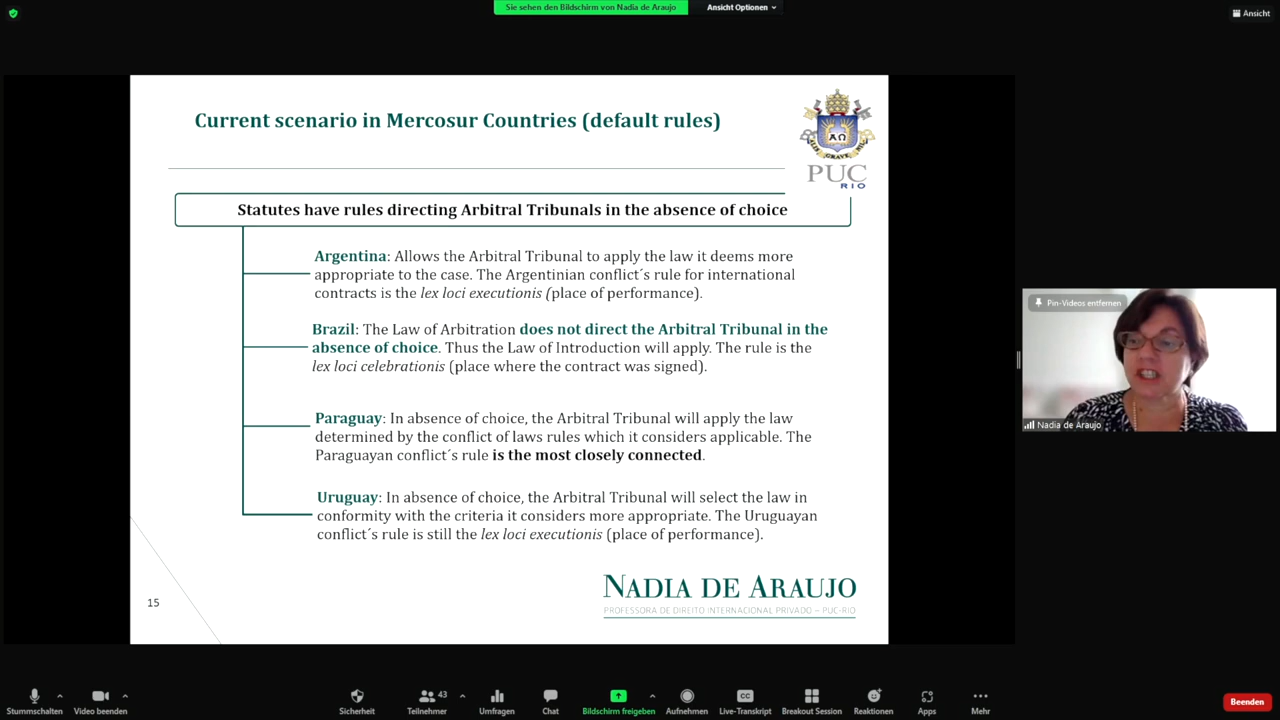 Sie sehen den Bildschirm von Nadia de Araujo
Ansicht Optionen
Ansicht
Current scenario in Mercosur Countries (default rules)
PUC
RIO
Statutes have rules directing Arbitral Tribunals in the absence of choice
Argentina: Allows the Arbitral Tribunal to apply the law it deems more
appropriate to the case. The Argentinian conflict´s rule for international
contracts is the lex loci executionis (place of performance).
Brazil: The Law of Arbitration does not direct the Arbitral Tribunal in the
absence of choice. Thus the Law of Introduction will apply. The rule is the
lex loci celebrationis (place where the contract was signed).
Paraguay: In absence of choice, the Arbitral Tribunal will apply the law
determined by the conflict of laws rules which it considers applicable. The
Paraguayan conflict´s rule is the most closely connected.
Uruguay: In absence of choice, the Arbitral Tribunal will select the law in
conformity with the criteria it considers more appropriate. The Uruguayan
conflict´s rule is still the lex loci executionis (place of performance).
NADIA DE ARAUJO
PROFESSORA DE DIREITO INTERNACIONAL PRIVADO – PUC-RIO
15
Pin-Videos entfernen
Nadia de Araujo
Stummschalten
Video beenden
Sicherheit
43
Teilnehmer
Umfragen
Chat
Bildschirm freigeben
Aufnehmen
CC
Live-Transkript
Breakout Session
Reaktionen
Apps
Mehr
Beenden